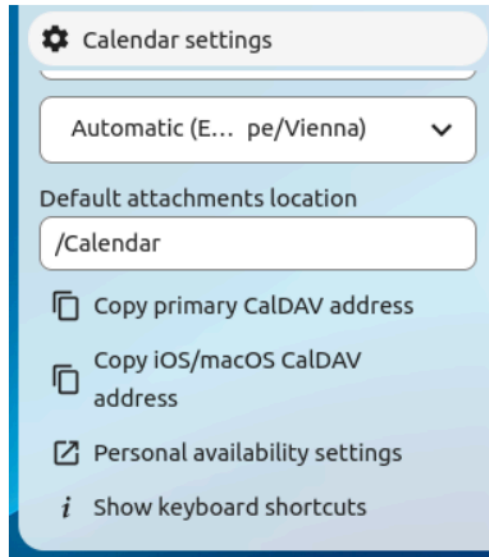 Calendar settings
Automatic (E... pe/Vienna)
Default attachments location
/Calendar
Copy primary CalDAV address
Copy iOS/macOS CalDAV
address
Personal availability settings
Show keyboard shortcuts